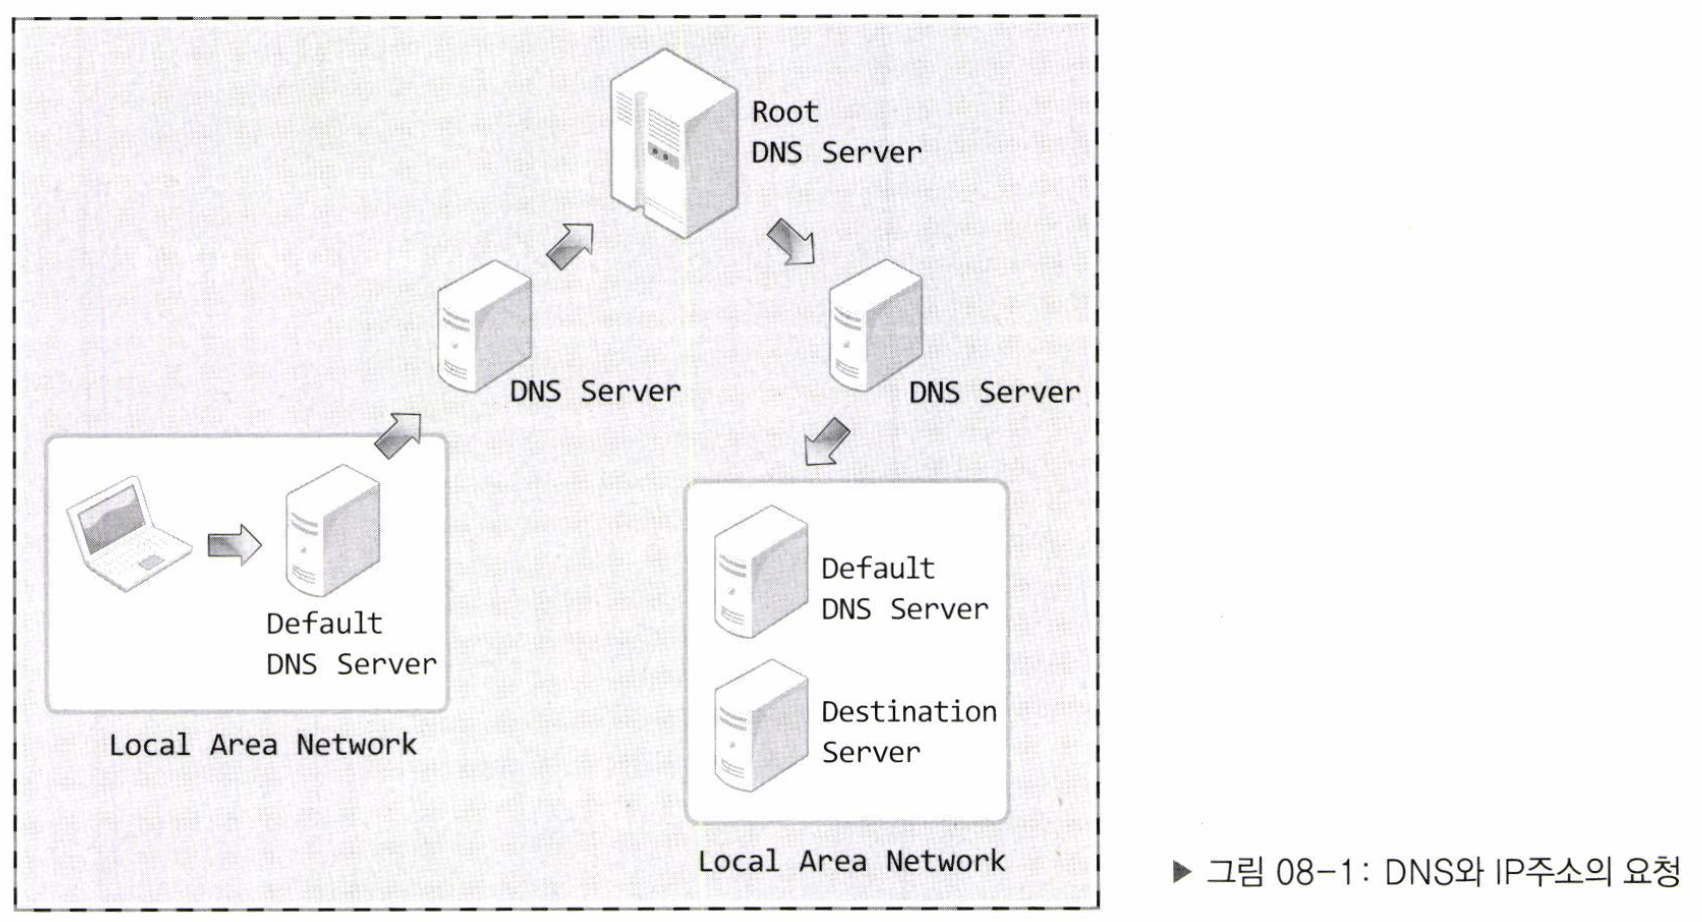 Root
DNS Server
DNS Server
DNS Server
Default
DNS Server
Local Area Network
Default
DNS Server
Destination
Server
Local Area Network
▶ 그림 08-1: DNS와 IP주소의 요청